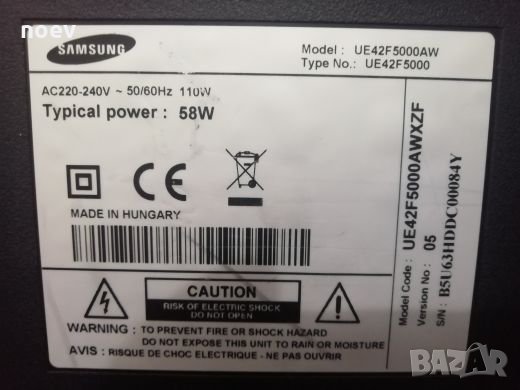 noev
SAMSUNG
Model : UE42F5000AW
Type No.: UE42F5000
AC220-240V ~ 50/60Hz 110W
Typical power : 58W
CE
MADE IN HUNGARY
Model Code : UE42F5000AWXZF
Version No : 05
S/N : B5U63HDDC00084Y
CAUTION
RISK OF ELECTRIC SHOCK
DO NOT OPEN
WARNING : TO PREVENT FIRE OR SHOCK HAZARD
DO NOT EXPOSE THIS UNIT TO RAIN OR MOISTURE
AVIS : RISQUE DE CHOC ELECTRIQUE - NE PAS OUVRIR.
BAZAR
bg